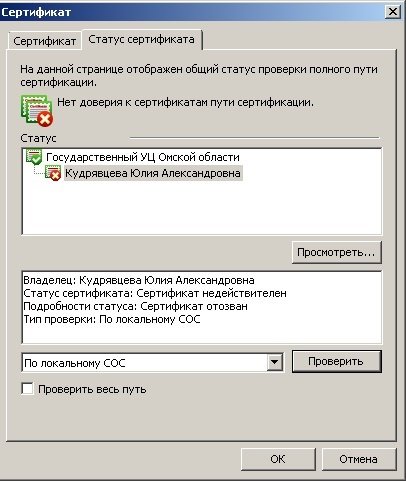 Сертификат
Сертификат
Статус сертификата
На данной странице отображен общий статус проверки полного пути
сертификации.
Нет доверия к сертификатам пути сертификации.
Статус
Государственный УЦ Омской области
Кудрявцева Юлия Александровна
Просмотреть...
Владелец: Кудрявцева Юлия Александровна
Статус сертификата: Сертификат недействителен
Подробности статуса: Сертификат отозван
Тип проверки: По локальному СОС
По локальному СОС
Проверить
Проверить весь путь
ОК
Отмена